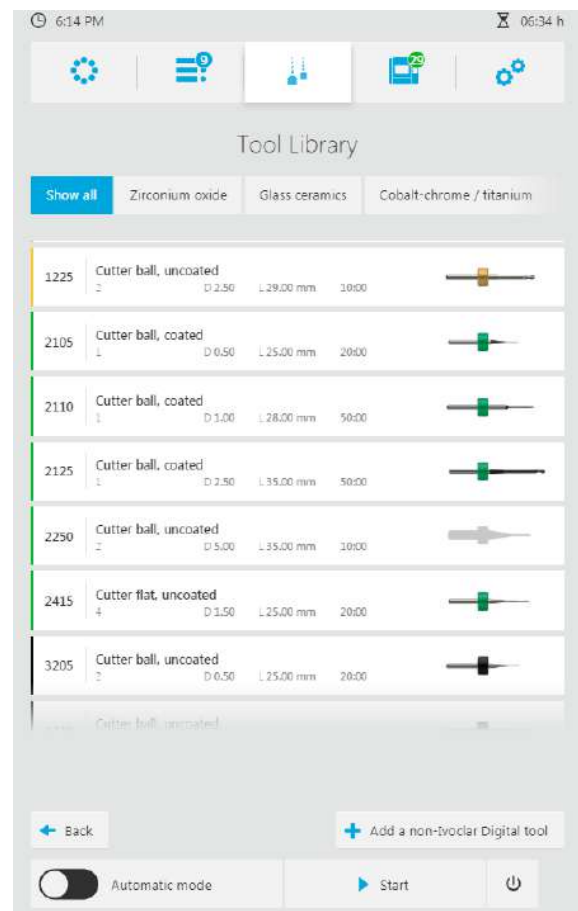 6:14 PM 06:34 h
9 29
Tool Library
Show all Zirconium oxide Glass ceramics Cobalt-chrome / titanium
1225 Cutter ball, uncoated
2 D 2.50 L 29.00 mm 10:00
2105 Cutter ball, coated
1 D 0.50 L 25.00 mm 20:00
2110 Cutter ball, coated
1 D 1.00 L 28.00 mm 50:00
2125 Cutter ball, coated
1 D 2.50 L 35.00 mm 50:00
2250 Cutter ball, uncoated
2 D 5.00 L 35.00 mm 10:00
2415 Cutter flat, uncoated
4 D 1.50 L 25.00 mm 20:00
3205 Cutter ball, uncoated
2 D 0.50 L 25.00 mm 20:00
Cutter ball, uncoated
Back Add a non-Ivoclar Digital tool
Automatic mode Start